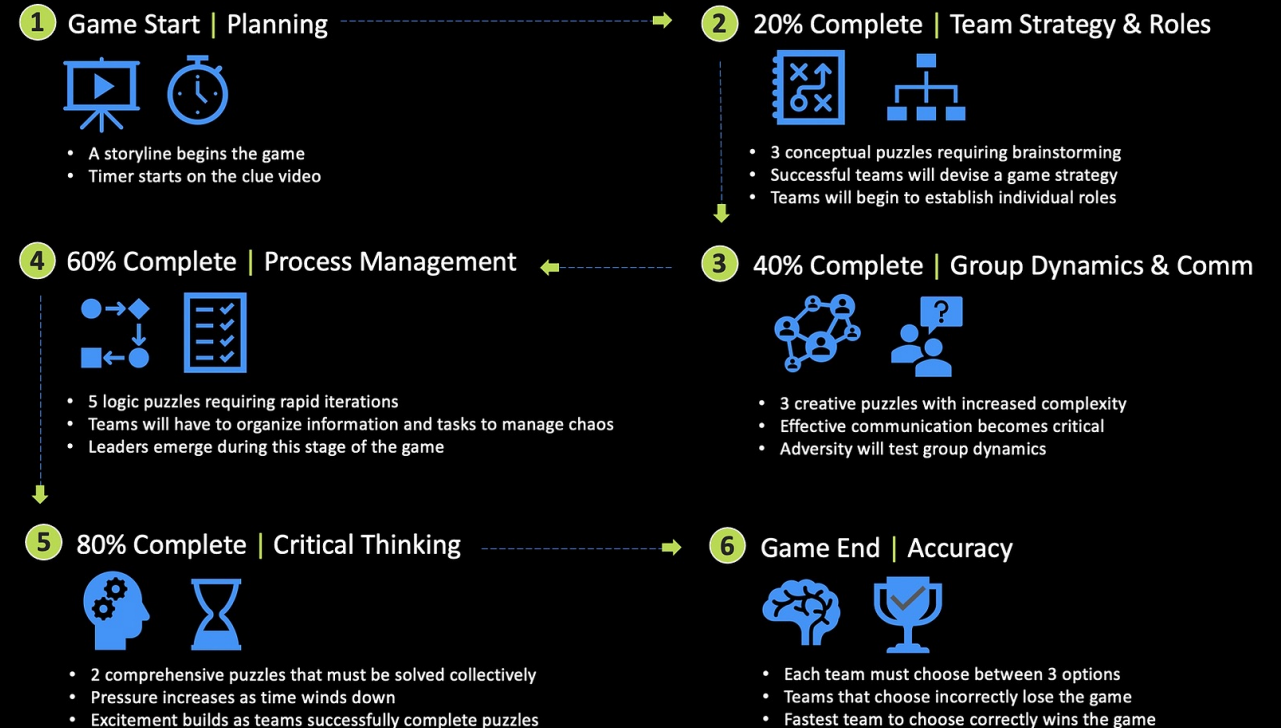 1 Game Start | Planning
• A storyline begins the game
• Timer starts on the clue video
2 20% Complete | Team Strategy & Roles
• 3 conceptual puzzles requiring brainstorming
• Successful teams will devise a game strategy
• Teams will begin to establish individual roles
3 40% Complete | Group Dynamics & Comm
?
• 3 creative puzzles with increased complexity
• Effective communication becomes critical
• Adversity will test group dynamics
4 60% Complete | Process Management
• 5 logic puzzles requiring rapid iterations
• Teams will have to organize information and tasks to manage chaos
• Leaders emerge during this stage of the game
5 80% Complete | Critical Thinking
• 2 comprehensive puzzles that must be solved collectively
• Pressure increases as time winds down
• Excitement builds as teams successfully complete puzzles
6 Game End | Accuracy
• Each team must choose between 3 options
• Teams that choose incorrectly lose the game
• Fastest team to choose correctly wins the game